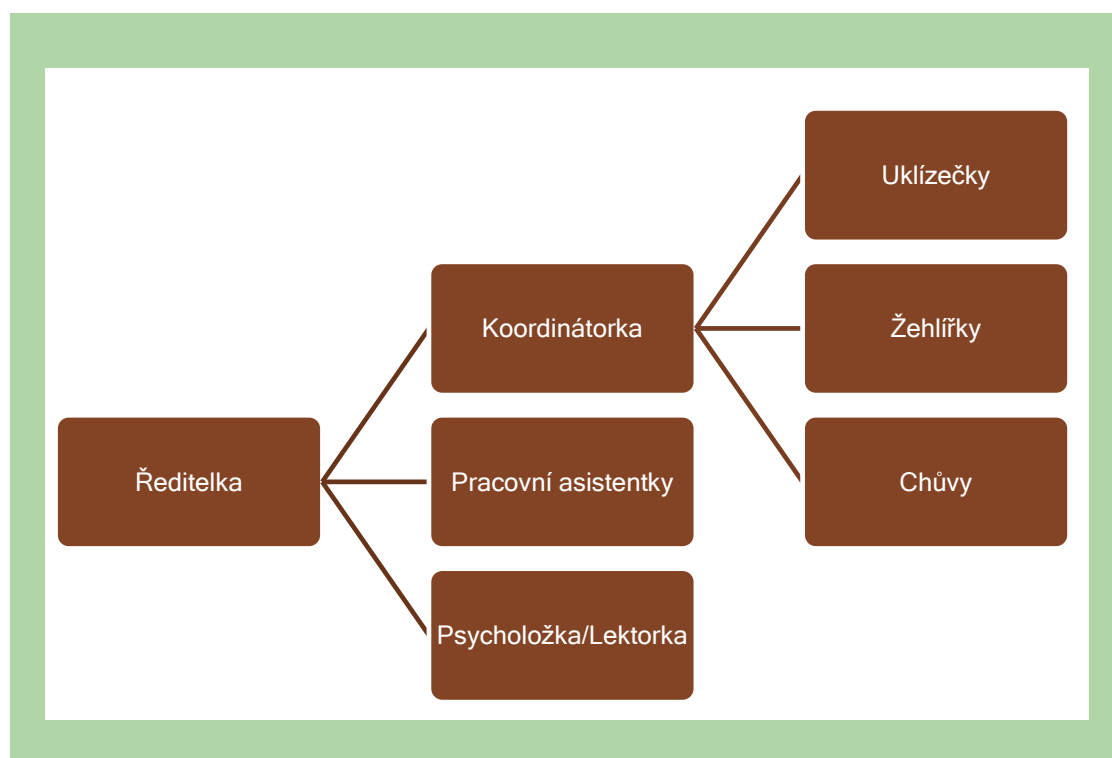 Ředitelka
Koordinátorka
Uklízečky
Žehlířky
Chůvy
Pracovní asistentky
Psycholožka/Lektorka